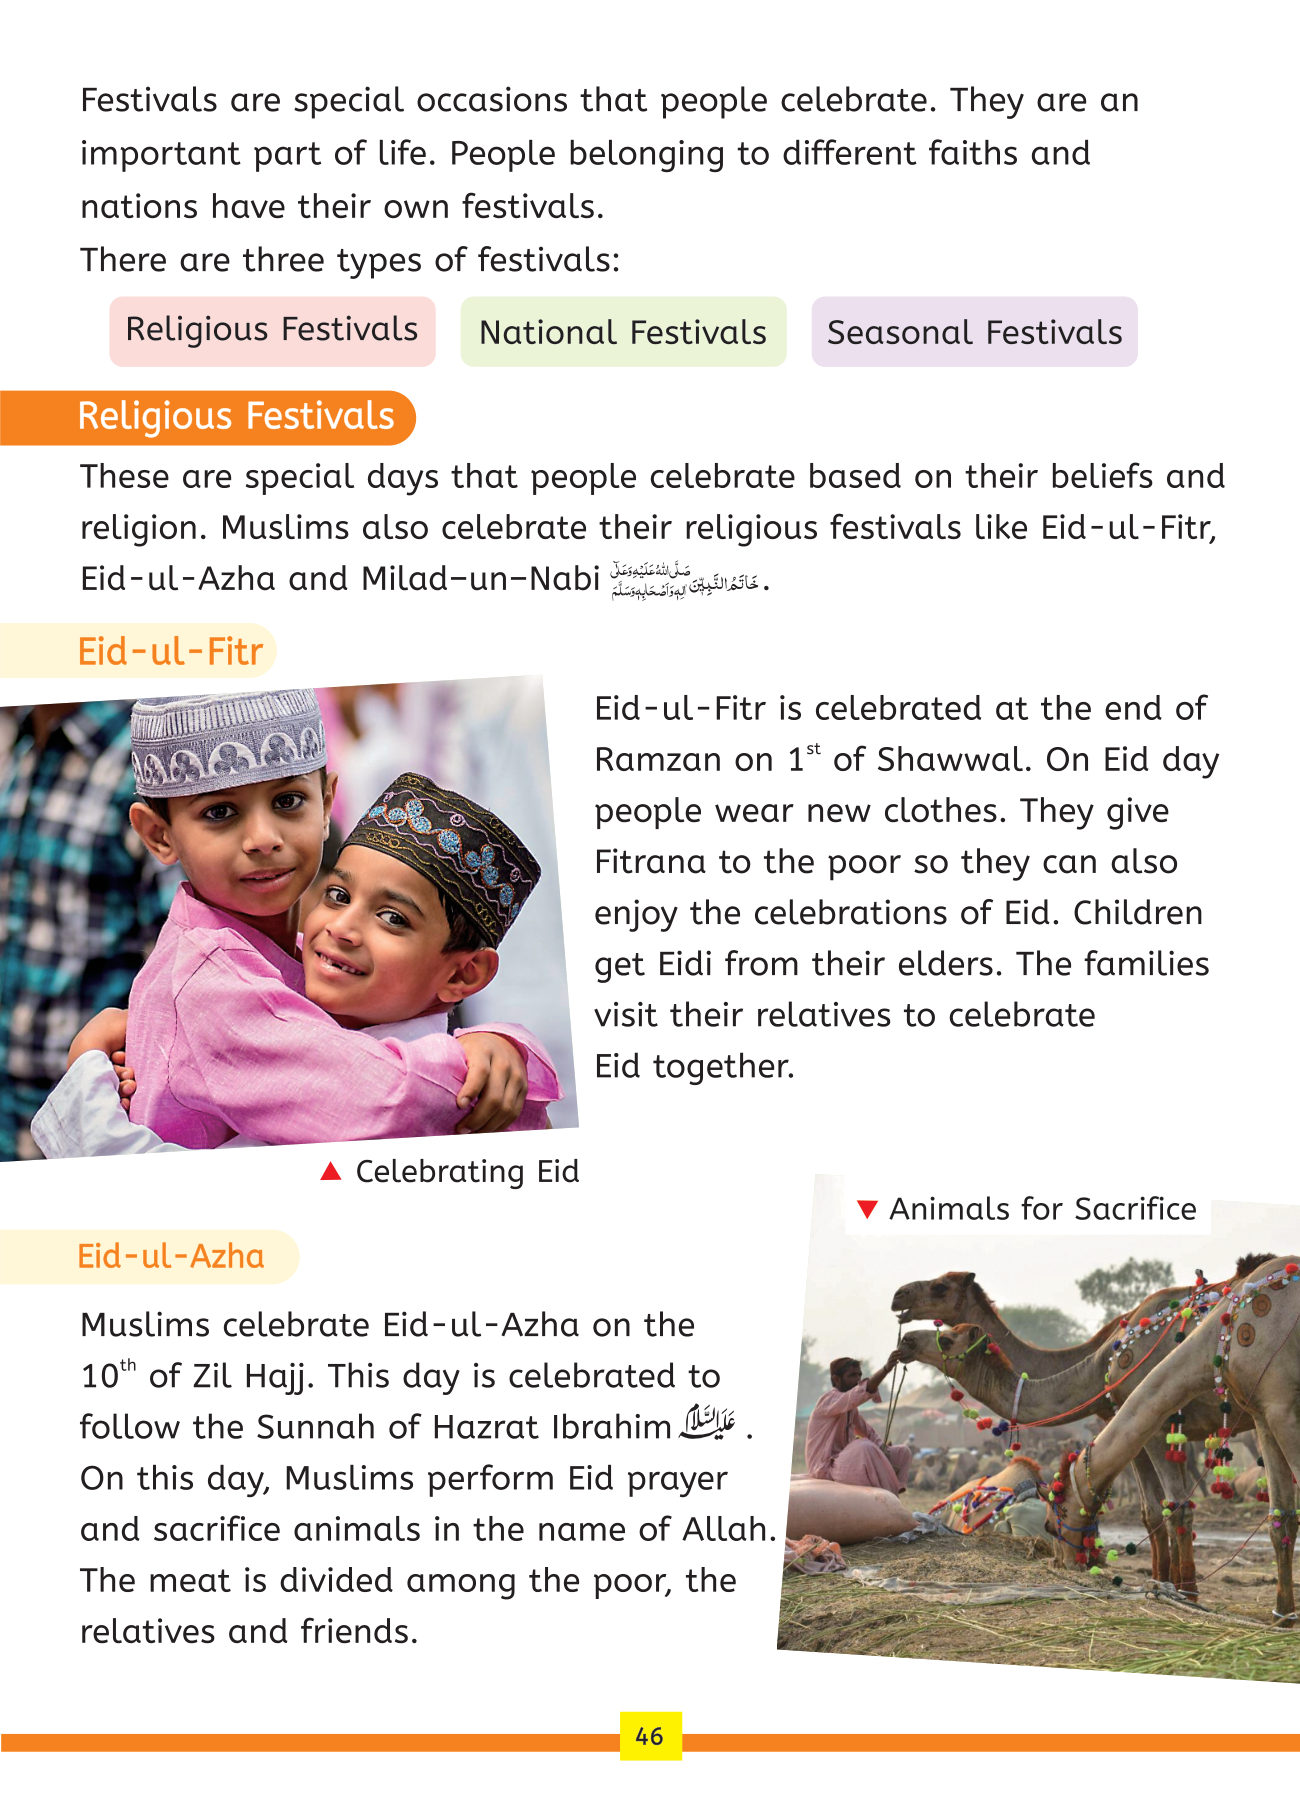 Festivals are special occasions that people celebrate. They are an
important part of life. People belonging to different faiths and
nations have their own festivals.
There are three types of festivals:
Religious Festivals
National Festivals
Seasonal Festivals
Religious Festivals
These are special days that people celebrate based on their beliefs and
religion. Muslims also celebrate their religious festivals like Eid-ul-Fitr,
Eid-ul-Azha and Milad–un–Nabi خَاتَمُ النَّبِیّٖنَ صَلَّی اللّٰہُ عَلَیْہِ وَعَلٰٓی اٰلِہٖ وَاَصْحَابِہٖ وَسَلَّمَ .
Eid-ul-Fitr
Eid-ul-Fitr is celebrated at the end of
Ramzan on 1st of Shawwal. On Eid day
people wear new clothes. They give
Fitrana to the poor so they can also
enjoy the celebrations of Eid. Children
get Eidi from their elders. The families
visit their relatives to celebrate
Eid together.
▲ Celebrating Eid
▼ Animals for Sacrifice
Eid-ul-Azha
Muslims celebrate Eid-ul-Azha on the
10th of Zil Hajj. This day is celebrated to
follow the Sunnah of Hazrat Ibrahim عَلَیْہِ السَّلَام .
On this day, Muslims perform Eid prayer
and sacrifice animals in the name of Allah.
The meat is divided among the poor, the
relatives and friends.
46